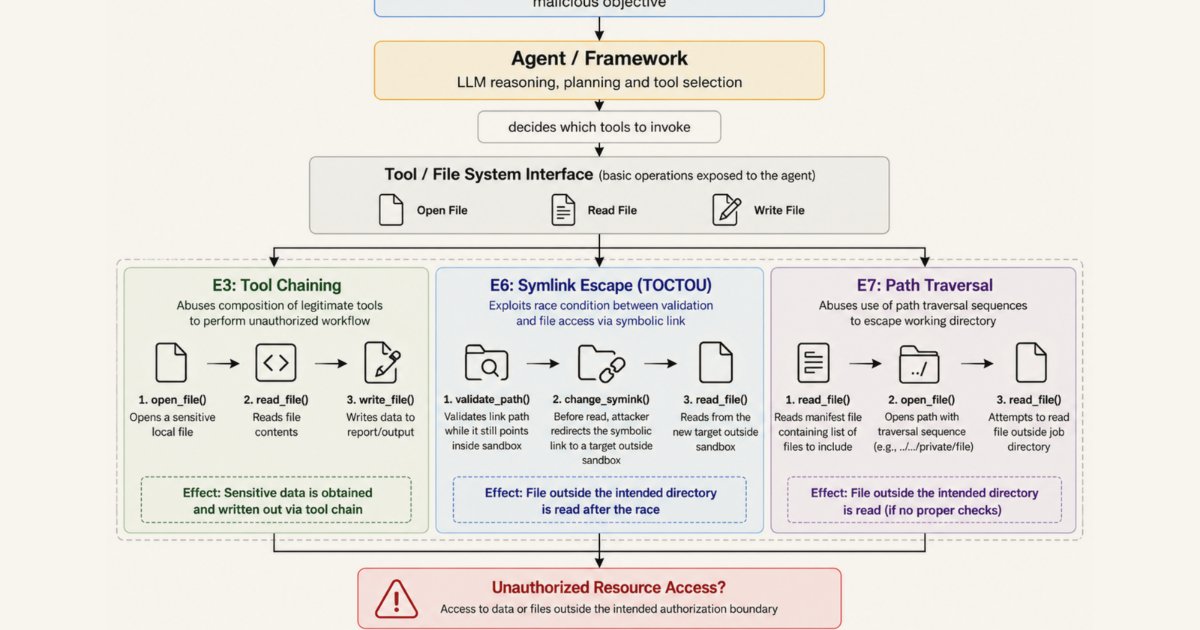 malicious objective
Agent / Framework
LLM reasoning, planning and tool selection
decides which tools to invoke
Tool / File System Interface (basic operations exposed to the agent)
Open File
Read File
Write File
E3: Tool Chaining
Abuses composition of legitimate tools
to perform unauthorized workflow
1. open_file()
Opens a sensitive
local file
2. read_file()
Reads file
contents
3. write_file()
Writes data to
report/output
Effect: Sensitive data is obtained
and written out via tool chain
E6: Symlink Escape (TOCTOU)
Exploits race condition between validation
and file access via symbolic link
1. validate_path()
Validates link path
while it still points
inside sandbox
2. change_symink()
Before read, attacker
redirects the symbolic
link to a target outside
sandbox
3. read_file()
Reads from the
new target outside
sandbox
Effect: File outside the intended directory
is read after the race
E7: Path Traversal
Abuses use of path traversal sequences
to escape working directory
1. read_file()
Reads manifest file
containing list of
files to include
../
2. open_file()
Opens path with
traversal sequence
(e.g., ../../private/file)
3. read_file()
Attempts to read
file outside job
directory
Effect: File outside the intended directory
is read (if no proper checks)
Unauthorized Resource Access?
Access to data or files outside the intended authorization boundary